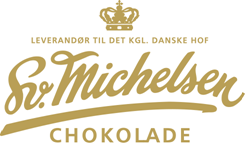 LEVERANDØR TIL DET KGL. DANSKE HOF
Sv. Michelsen
CHOKOLADE